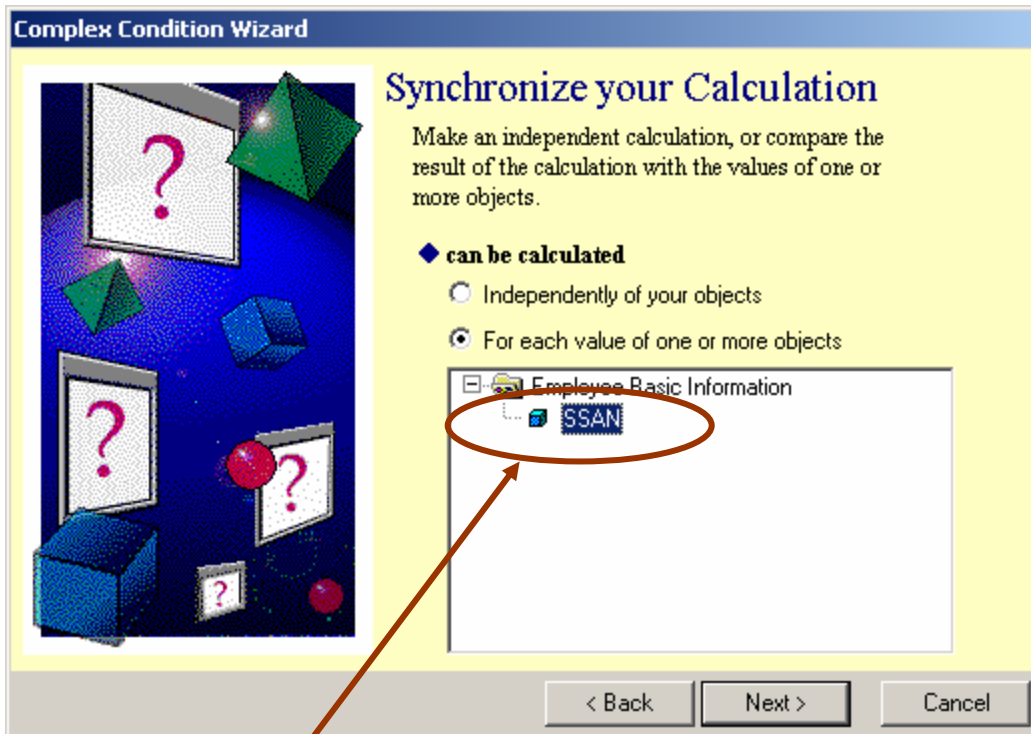 Complex Condition Wizard
Synchronize your Calculation
Make an independent calculation, or compare the
result of the calculation with the values of one or
more objects.
can be calculated
Independently of your objects
For each value of one or more objects
Employee Basic Information
SSAN
?
?
?
?
< Back
Next >
Cancel